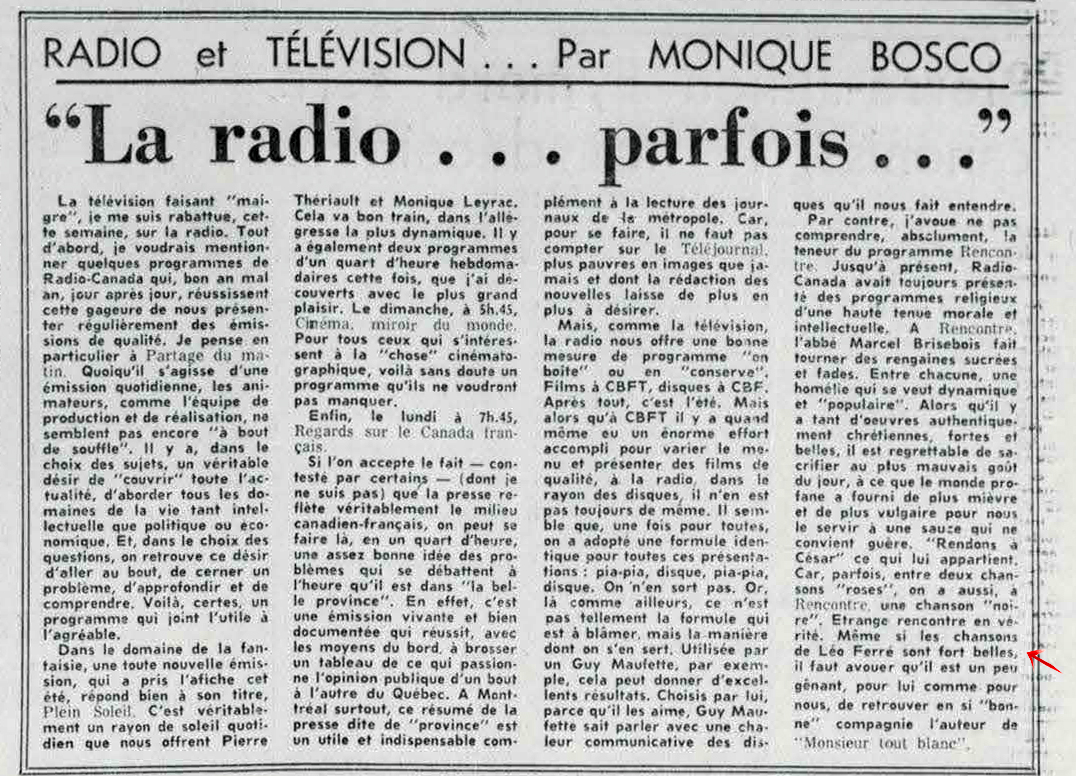 RADIO et TÉLÉVISION . . . Par MONIQUE BOSCO
"La radio . . . parfois . . ."
La télévision faisant "mai-
gre", je me suis rabattue, cet-
te semaine, sur la radio. Tout
d'abord, je voudrais mention-
ner quelques programmes de
Radio-Canada qui, bon an mal
an, jour après jour, réussissent
cette gageure de nous présen-
ter régulièrement des émis-
sions de qualité. Je pense en
particulier à Partage du ma-
tin. Quoiqu'il s'agisse d'une
émission quotidienne, les ani-
mateurs, comme l'équipe de
production et de réalisation, ne
semblent pas encore "à bout
de souffle". Il y a, dans le
choix des sujets, un véritable
désir de "couvrir" toute l'ac-
tualité, d'aborder tous les do-
maines de la vie tant intel-
lectuelle que politique ou éco-
nomique. Et, dans le choix des
questions, on retrouve ce désir
d'aller au bout, de cerner un
problème, d'approfondir et de
comprendre. Voilà, certes, un
programme qui joint l'utile à
l'agréable.
Dans le domaine de la fan-
taisie, une toute nouvelle émis-
sion, qui a pris l'afiche cet
été, répond bien à son titre,
Plein Soleil. C'est véritable-
ment un rayon de soleil quoti-
dien que nous offrent Pierre
Thériault et Monique Leyrac.
Cela va bon train, dans l'allé-
gresse la plus dynamique. Il y
a également deux programmes
d'un quart d'heure hebdoma-
daires cette fois, que j'ai dé-
couverts avec le plus grand
plaisir. Le dimanche, à 5h.45,
Cinéma, miroir du monde.
Pour tous ceux qui s'intéres-
sent à la "chose" cinémato-
graphique, voilà sans doute un
programme qu'ils ne voudront
pas manquer.
Enfin, le lundi à 7h.45,
Regards sur le Canada fran-
çais.
Si l'on accepte le fait — con-
testé par certains — (dont je
ne suis pas) que la presse re-
flète véritablement le milieu
canadien-français, on peut se
faire là, en un quart d'heure,
une assez bonne idée des pro-
blèmes qui se débattent à
l'heure qu'il est dans "la bel-
le province". En effet, c'est
une émission vivante et bien
documentée qui réussit, avec
les moyens du bord, à brosser
un tableau de ce qui passion-
ne l'opinion publique d'un bout
à l'autre du Québec. A Mont-
tréal surtout, ce résumé de la
presse dite de "province" est
un utile et indispensable com-
plément à la lecture des jour-
naux de la métropole. Car,
pour se faire, il ne faut pas
compter sur le Téléjournal,
plus pauvres en images que ja-
mais et dont la rédaction des
nouvelles laisse de plus en
plus à désirer.
Mais, comme la télévision,
la radio nous offre une bonne
mesure de programme "en
boîte" ou en "conserve".
Films à CBFT, disques à CBF.
Après tout, c'est l'été. Mais
alors qu'à CBFT il y a quand
même eu un énorme effort
accompli pour varier le me-
nu et présenter des films de
qualité, à la radio, dans le
rayon des disques, il n'en est
pas toujours de même. Il sem-
ble que, une fois pour toutes,
on a adopté une formule iden-
tique pour toutes ces présenta-
tions : pia-pia, disque, pia-pia,
disque. On n'en sort pas. Or,
là comme ailleurs, ce n'est
pas tellement la formule qui
est à blâmer, mais la manière
dont on s'en sert. Utilisée par
un Guy Maufette, par exem-
ple, cela peut donner d'excel-
lents résultats. Choisis par lui,
parce qu'il les aime, Guy Mau-
fette sait parler avec une cha-
leur communicative des dis-
ques qu'il nous fait entendre.
Par contre, j'avoue ne pas
comprendre, absolument, la
teneur du programme Rencon-
tre. Jusqu'à présent, Radio-
Canada avait toujours présen-
té des programmes religieux
d'une haute tenue morale et
intellectuelle. A Rencontre,
l'abbé Marcel Brisebois fait
tourner des rengaines sucrées
et fades. Entre chacune, une
homélie qui se veut dynamique
et "populaire". Alors qu'il y
a tant d'oeuvres authentique-
ment chrétiennes, fortes et
belles, il est regrettable de sa-
crifier au plus mauvais goût
du jour, à ce que le monde pro-
fane a fourni de plus mièvre
et de plus vulgaire pour nous
le servir à une sauce qui ne
convient guère. "Rendons à
César" ce qui lui appartient.
Car, parfois, entre deux chan-
sons "roses", on a aussi, à
Rencontre, une chanson "noi-
re". Etrange rencontre en vé-
rité. Même si les chansons
de Léo Ferré sont fort belles,
il faut avouer qu'il est un peu
gênant, pour lui comme pour
nous, de retrouver en si "bon-
ne" compagnie l'auteur de
"Monsieur tout blanc".